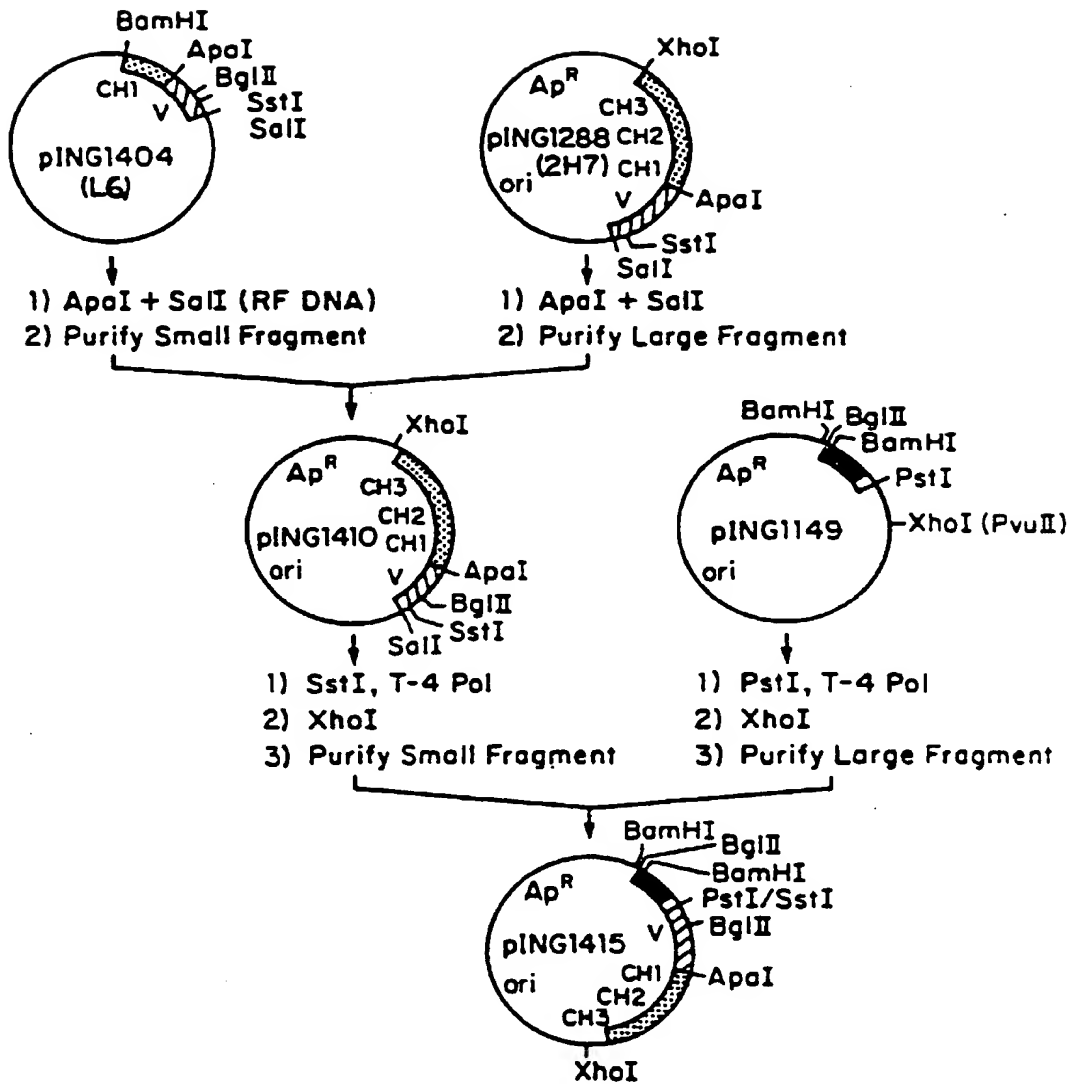 BamHI
ApaI
BglII
SstI
SalI
CH1
V
pING1404
(L6)
XhoI
Ap^R
CH3
pING1288 CH2
(2H7) CH1
ori
V
ApaI
SstI
SalI
1) ApaI + SalI (RF DNA)
2) Purify Small Fragment
1) ApaI + SalI
2) Purify Large Fragment
XhoI
Ap^R
CH3
CH2
pING1410 CH1
ori
V
ApaI
BglII
SstI
SalI
BamHI
BglII
BamHI
Ap^R
PstI
XhoI (PvuII)
pING1149
ori
1) SstI, T-4 Pol
2) XhoI
3) Purify Small Fragment
1) PstI, T-4 Pol
2) XhoI
3) Purify Large Fragment
BamHI
BglII
BamHI
Ap^R
PstI/SstI
BglII
V
pING1415
ori
CH1
ApaI
CH2
CH3
XhoI